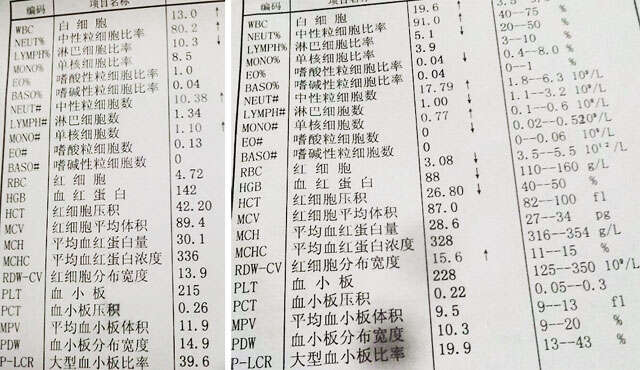 编码 项目名称
WBC 白细胞 13.0 ↑
NEUT% 中性粒细胞比率 80.2 ↑
LYMPH% 淋巴细胞比率 10.3 ↓
MONO% 单核细胞比率 8.5
EO% 嗜酸性粒细胞比率 1.0
BASO% 嗜碱性粒细胞比率 0.04
NEUT# 中性粒细胞数 10.38 ↑
LYMPH# 淋巴细胞数 1.34
MONO# 单核细胞数 1.10 ↑
EO# 嗜酸粒细胞数 0.13
BASO# 嗜碱性粒细胞数 0
RBC 红细胞 4.72
HGB 血红蛋白 142
HCT 红细胞压积 42.20
MCV 红细胞平均体积 89.4
MCH 平均血红蛋白量 30.1
MCHC 平均血红蛋白浓度 336
RDW-CV 红细胞分布宽度 13.9
PLT 血小板 215
PCT 血小板压积 0.26
MPV 平均血小板体积 11.9
PDW 血小板分布宽度 14.9
P-LCR 大型血小板比率 39.6
编码 项目名称
WBC 白细胞 19.6 ↑
NEUT% 中性粒细胞比率 91.0 ↑ 40--75 %
LYMPH% 淋巴细胞比率 5.1 ↓ 20--50 %
MONO% 单核细胞比率 3.9 3--10 %
EO% 嗜酸性粒细胞比率 0.04 ↓ 0.4--8.0 %
BASO% 嗜碱性粒细胞比率 0.04 0--1 %
NEUT# 中性粒细胞数 17.79 ↑ 1.8--6.3 10⁹/L
LYMPH# 淋巴细胞数 1.00 ↓ 1.1--3.2 10⁹/L
MONO# 单核细胞数 0.77 ↑ 0.1--0.6 10⁹/L
EO# 嗜酸粒细胞数 0 ↓ 0.02--0.52 10⁹/L
BASO# 嗜碱性粒细胞数 0 0--0.06 10⁹/L
RBC 红细胞 3.08 ↓ 3.5--5.5 10¹²/L
HGB 血红蛋白 88 ↓ 110--160 g/L
HCT 红细胞压积 26.80 ↓ 40--50 %
MCV 红细胞平均体积 87.0 82--100 fl
MCH 平均血红蛋白量 28.6 27--34 pg
MCHC 平均血红蛋白浓度 328 316--354 g/L
RDW-CV 红细胞分布宽度 15.6 ↑ 11--15 %
PLT 血小板 228 125--350 10⁹/L
PCT 血小板压积 0.22 0.05--0.3
MPV 平均血小板体积 9.5 9--13 fl
PDW 血小板分布宽度 10.3 9--20 %
P-LCR 大型血小板比率 19.9 13--43 %